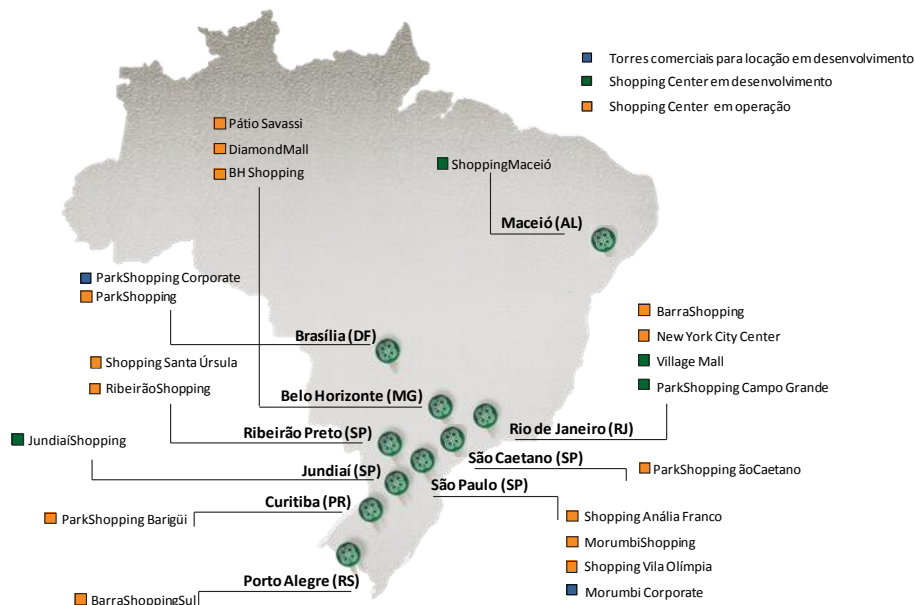 Torres comerciais para locação em desenvolvimento
Shopping Center em desenvolvimento
Shopping Center em operação
Pátio Savassi
DiamondMall
BH Shopping
ShoppingMaceió
Maceió (AL)
ParkShopping Corporate
ParkShopping
Brasília (DF)
BarraShopping
New York City Center
Village Mall
ParkShopping Campo Grande
Shopping Santa Úrsula
RibeirãoShopping
Belo Horizonte (MG)
Rio de Janeiro (RJ)
Ribeirão Preto (SP)
JundiaíShopping
São Caetano (SP)
ParkShopping ãoCaetano
Jundiaí (SP)
São Paulo (SP)
Curitiba (PR)
ParkShopping Barigüi
Shopping Anália Franco
MorumbiShopping
Shopping Vila Olímpia
Morumbi Corporate
Porto Alegre (RS)
BarraShoppingSul